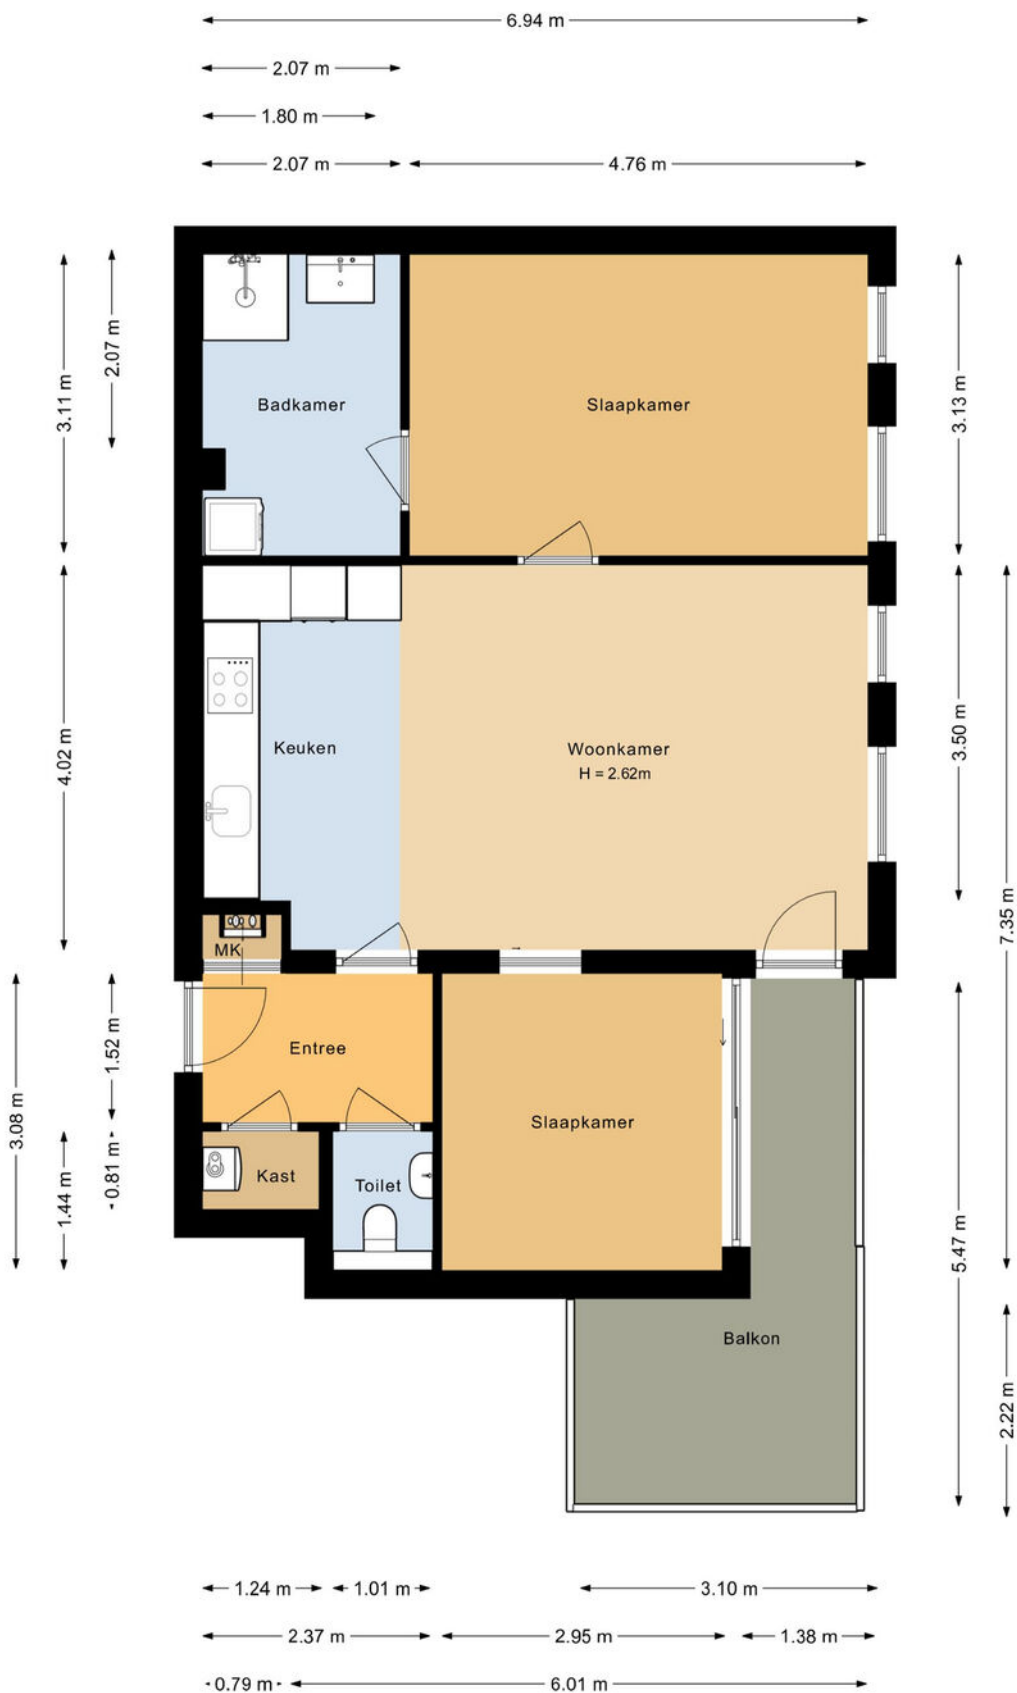 6.94 m
2.07 m
1.80 m
2.07 m
4.76 m
3.11 m
2.07 m
3.13 m
Badkamer
Slaapkamer
4.02 m
3.50 m
Keuken
Woonkamer
H = 2.62m
7.35 m
MK
Entree
1.52 m
3.08 m
Slaapkamer
Kast
Toilet
0.81 m
1.44 m
5.47 m
Balkon
2.22 m
1.24 m
1.01 m
3.10 m
2.37 m
2.95 m
1.38 m
0.79 m
6.01 m